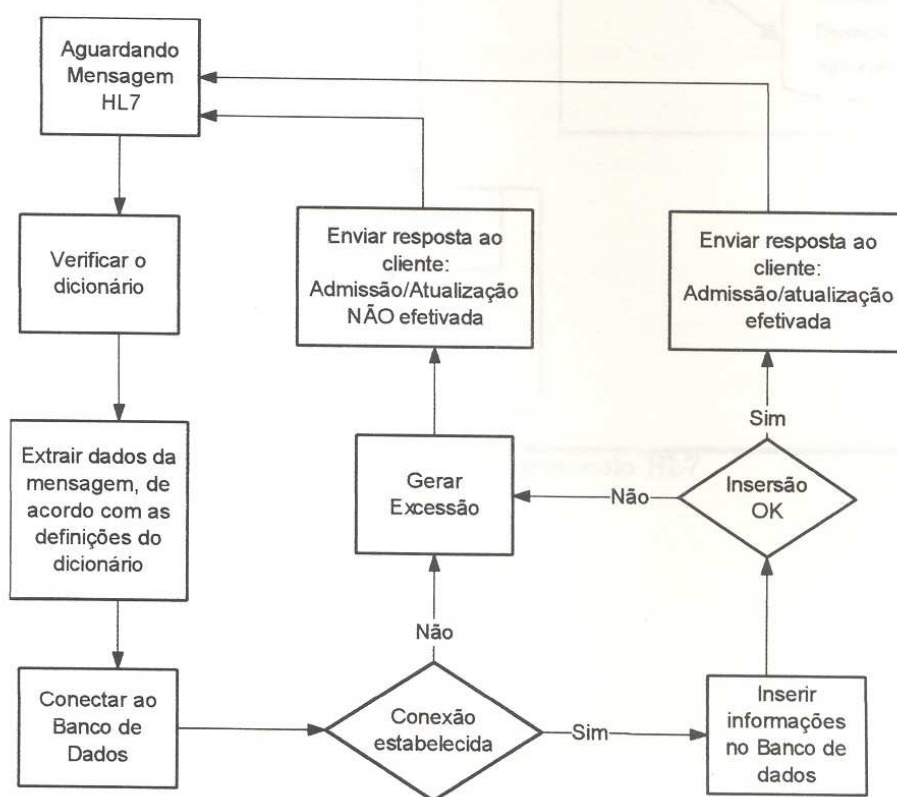 Aguardando
Mensagem
HL7
Verificar o
dicionário
Extrair dados da
mensagem, de
acordo com as
definições do
dicionário
Conectar ao
Banco de
Dados
Conexão
estabelecida
Não
Sim
Gerar
Excessão
Enviar resposta ao
cliente:
Admissão/Atualização
NÃO efetivada
Inserir
informações
no Banco de
dados
Insersão
OK
Não
Sim
Enviar resposta ao
cliente:
Admissão/atualização
efetivada